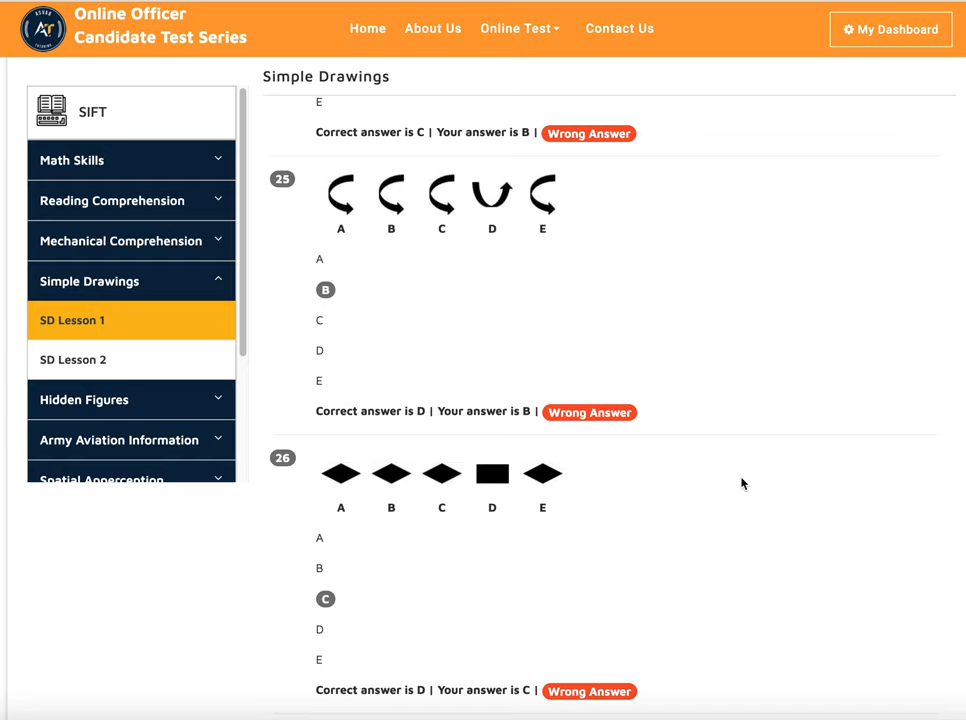 Online Officer
Candidate Test Series
Home About Us Online Test Contact Us
My Dashboard
SIFT
Math Skills
Reading Comprehension
Mechanical Comprehension
Simple Drawings
SD Lesson 1
SD Lesson 2
Hidden Figures
Army Aviation Information
Spatial Apperception
Simple Drawings
E
Correct answer is C | Your answer is B | Wrong Answer
25
A B C D E
A
B
C
D
E
Correct answer is D | Your answer is B | Wrong Answer
26
A B C D E
A
B
C
D
E
Correct answer is D | Your answer is C | Wrong Answer